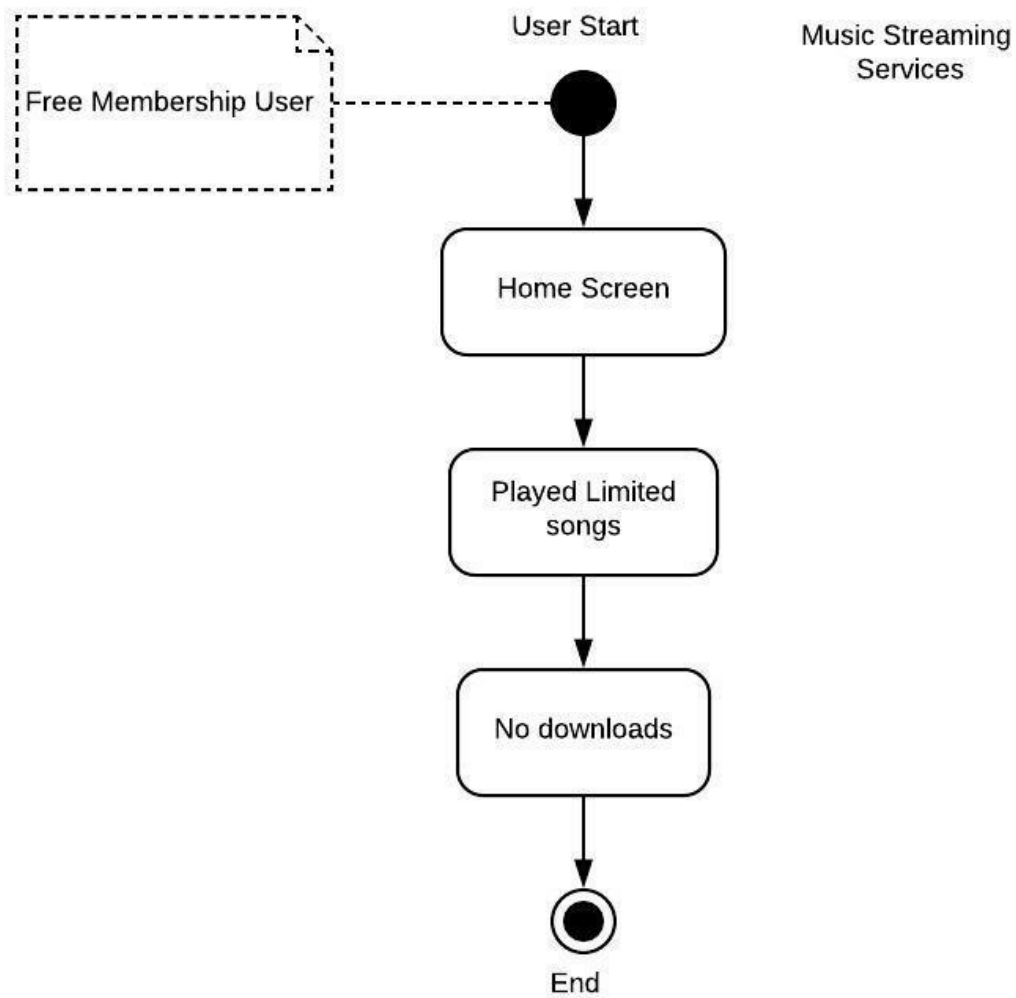 User Start
Music Streaming
Services
Free Membership User
Home Screen
Played Limited
songs
No downloads
End